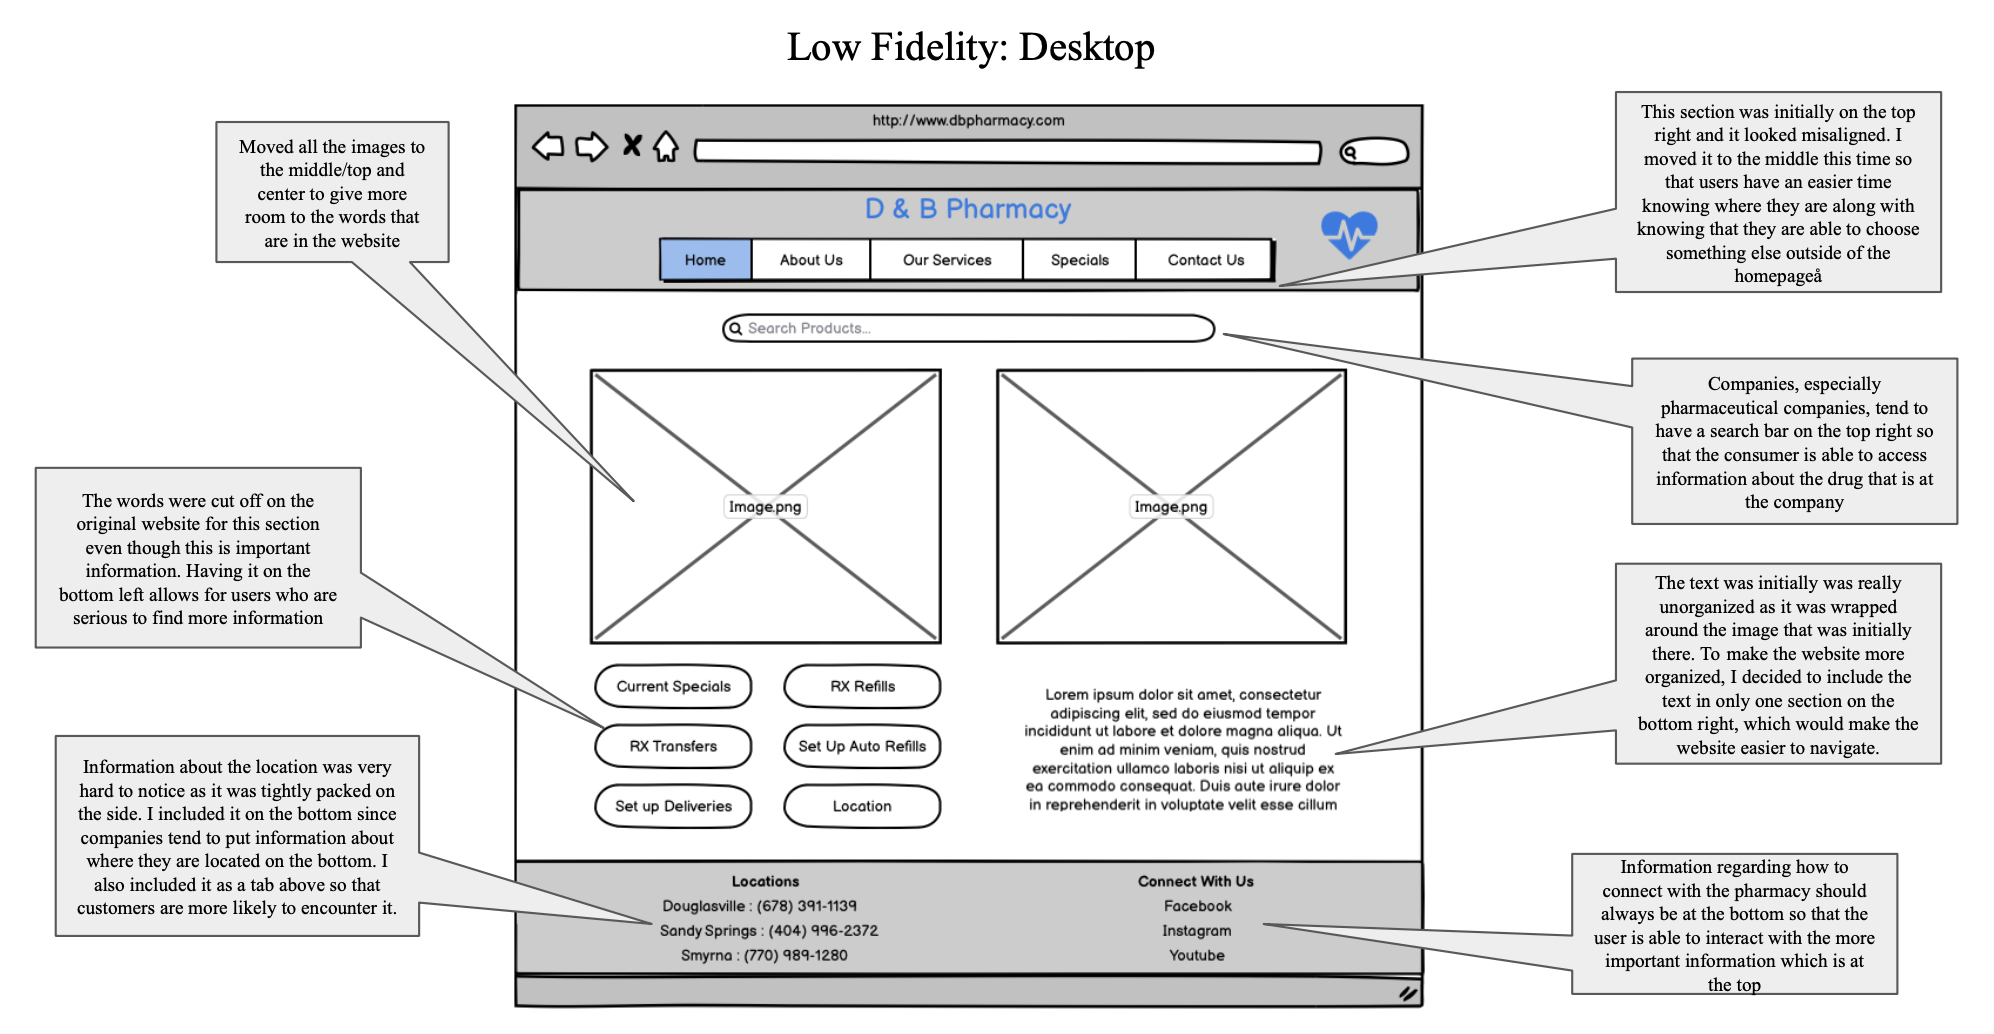 Low Fidelity: Desktop
Moved all the images to
the middle/top and
center to give more
room to the words that
are in the website
The words were cut off on the
original website for this section
even though this is important
information. Having it on the
bottom left allows for users who are
serious to find more information
Information about the location was very
hard to notice as it was tightly packed on
the side. I included it on the bottom since
companies tend to put information about
where they are located on the bottom. I
also included it as a tab above so that
customers are more likely to encounter it.
http://www.dbpharmacy.com
D & B Pharmacy
Home About Us Our Services Specials Contact Us
Search Products...
Image.png Image.png
Current Specials RX Refills
RX Transfers Set Up Auto Refills
Set up Deliveries Location
Lorem ipsum dolor sit amet, consectetur
adipiscing elit, sed do eiusmod tempor
incididunt ut labore et dolore magna aliqua. Ut
enim ad minim veniam, quis nostrud
exercitation ullamco laboris nisi ut aliquip ex
ea commodo consequat. Duis aute irure dolor
in reprehenderit in voluptate velit esse cillum
Locations
Douglasville : (678) 391-1139
Sandy Springs : (404) 996-2372
Smyrna : (770) 989-1280
Connect With Us
Facebook
Instagram
Youtube
This section was initially on the top
right and it looked misaligned. I
moved it to the middle this time so
that users have an easier time
knowing where they are along with
knowing that they are able to choose
something else outside of the
homepageå
Companies, especially
pharmaceutical companies, tend to
have a search bar on the top right so
that the consumer is able to access
information about the drug that is at
the company
The text was initially was really
unorganized as it was wrapped
around the image that was initially
there. To make the website more
organized, I decided to include the
text in only one section on the
bottom right, which would make the
website easier to navigate.
Information regarding how to
connect with the pharmacy should
always be at the bottom so that the
user is able to interact with the more
important information which is at
the top